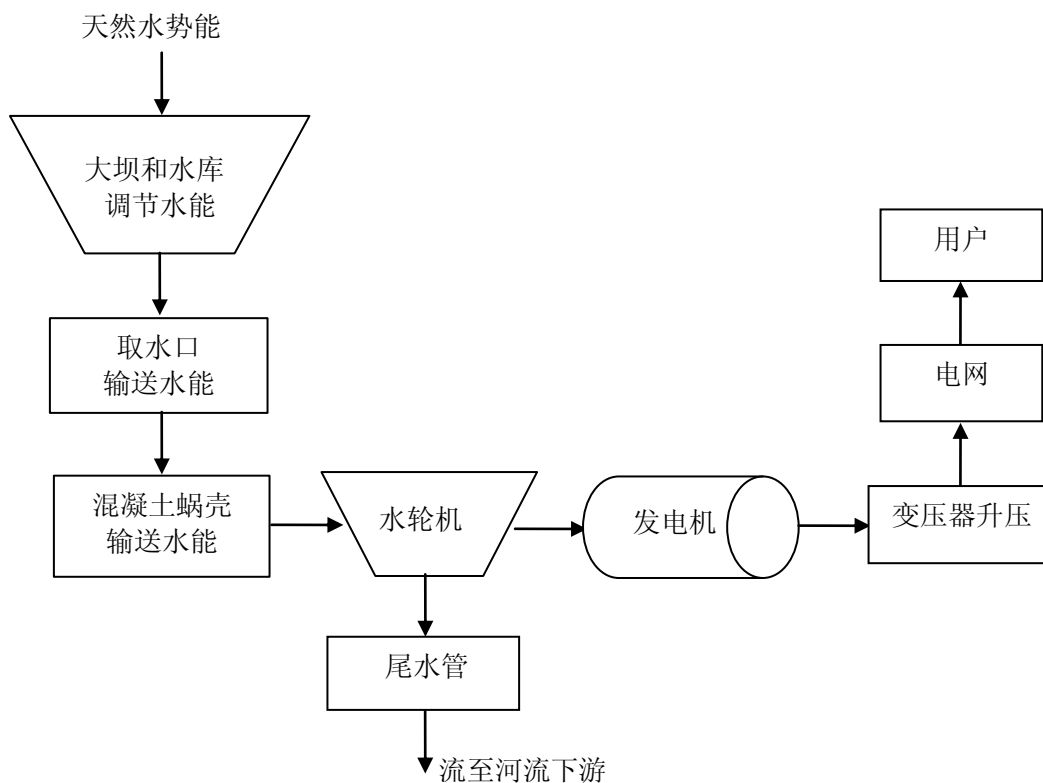 天然水势能
大坝和水库
调节水能
取水口
输送水能
混凝土蜗壳
输送水能
水轮机
发电机
变压器升压
电网
用户
尾水管
流至河流下游